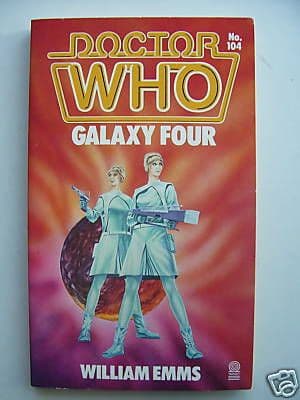 DOCTOR
WHO
No.
104
GALAXY FOUR
WILLIAM EMMS